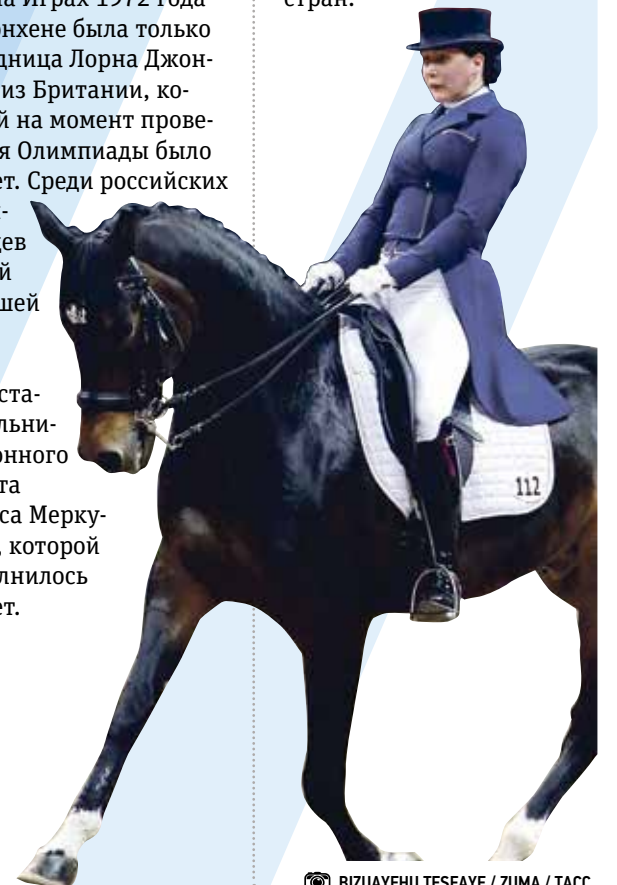 на Играх 1972 года
онхене была только
дница Лорна Джон-
из Британии, ко-
й на момент прове-
я Олимпиады было
ет. Среди российских
цев
й
шей
ста-
льни-
онного
та
са Мерку-
, которой
лнилось
ет.
стран.
112
BIZUAYEHU TESFAYE / ZUMA / ТАСС